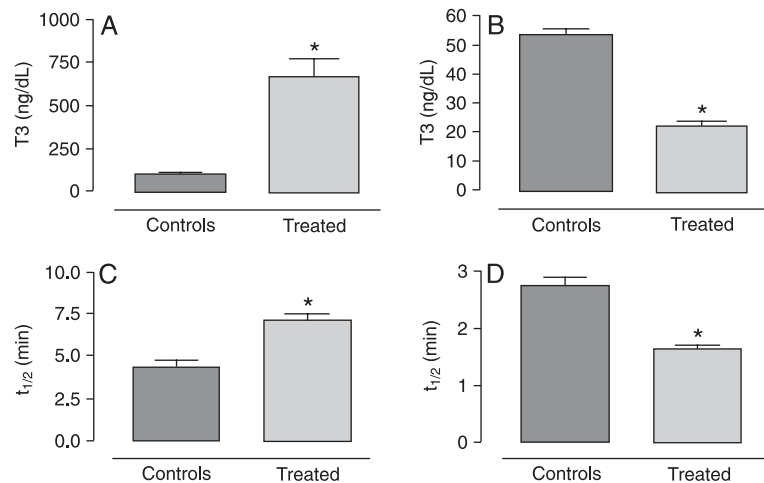 A
T3 (ng/dL)
1000
750
500
250
0
*
Controls Treated
B
T3 (ng/dL)
60
50
40
30
20
10
0
*
Controls Treated
C
t1/2 (min)
10.0
7.5
5.0
2.5
0.0
*
Controls Treated
D
t1/2 (min)
3
2
1
0
*
Controls Treated